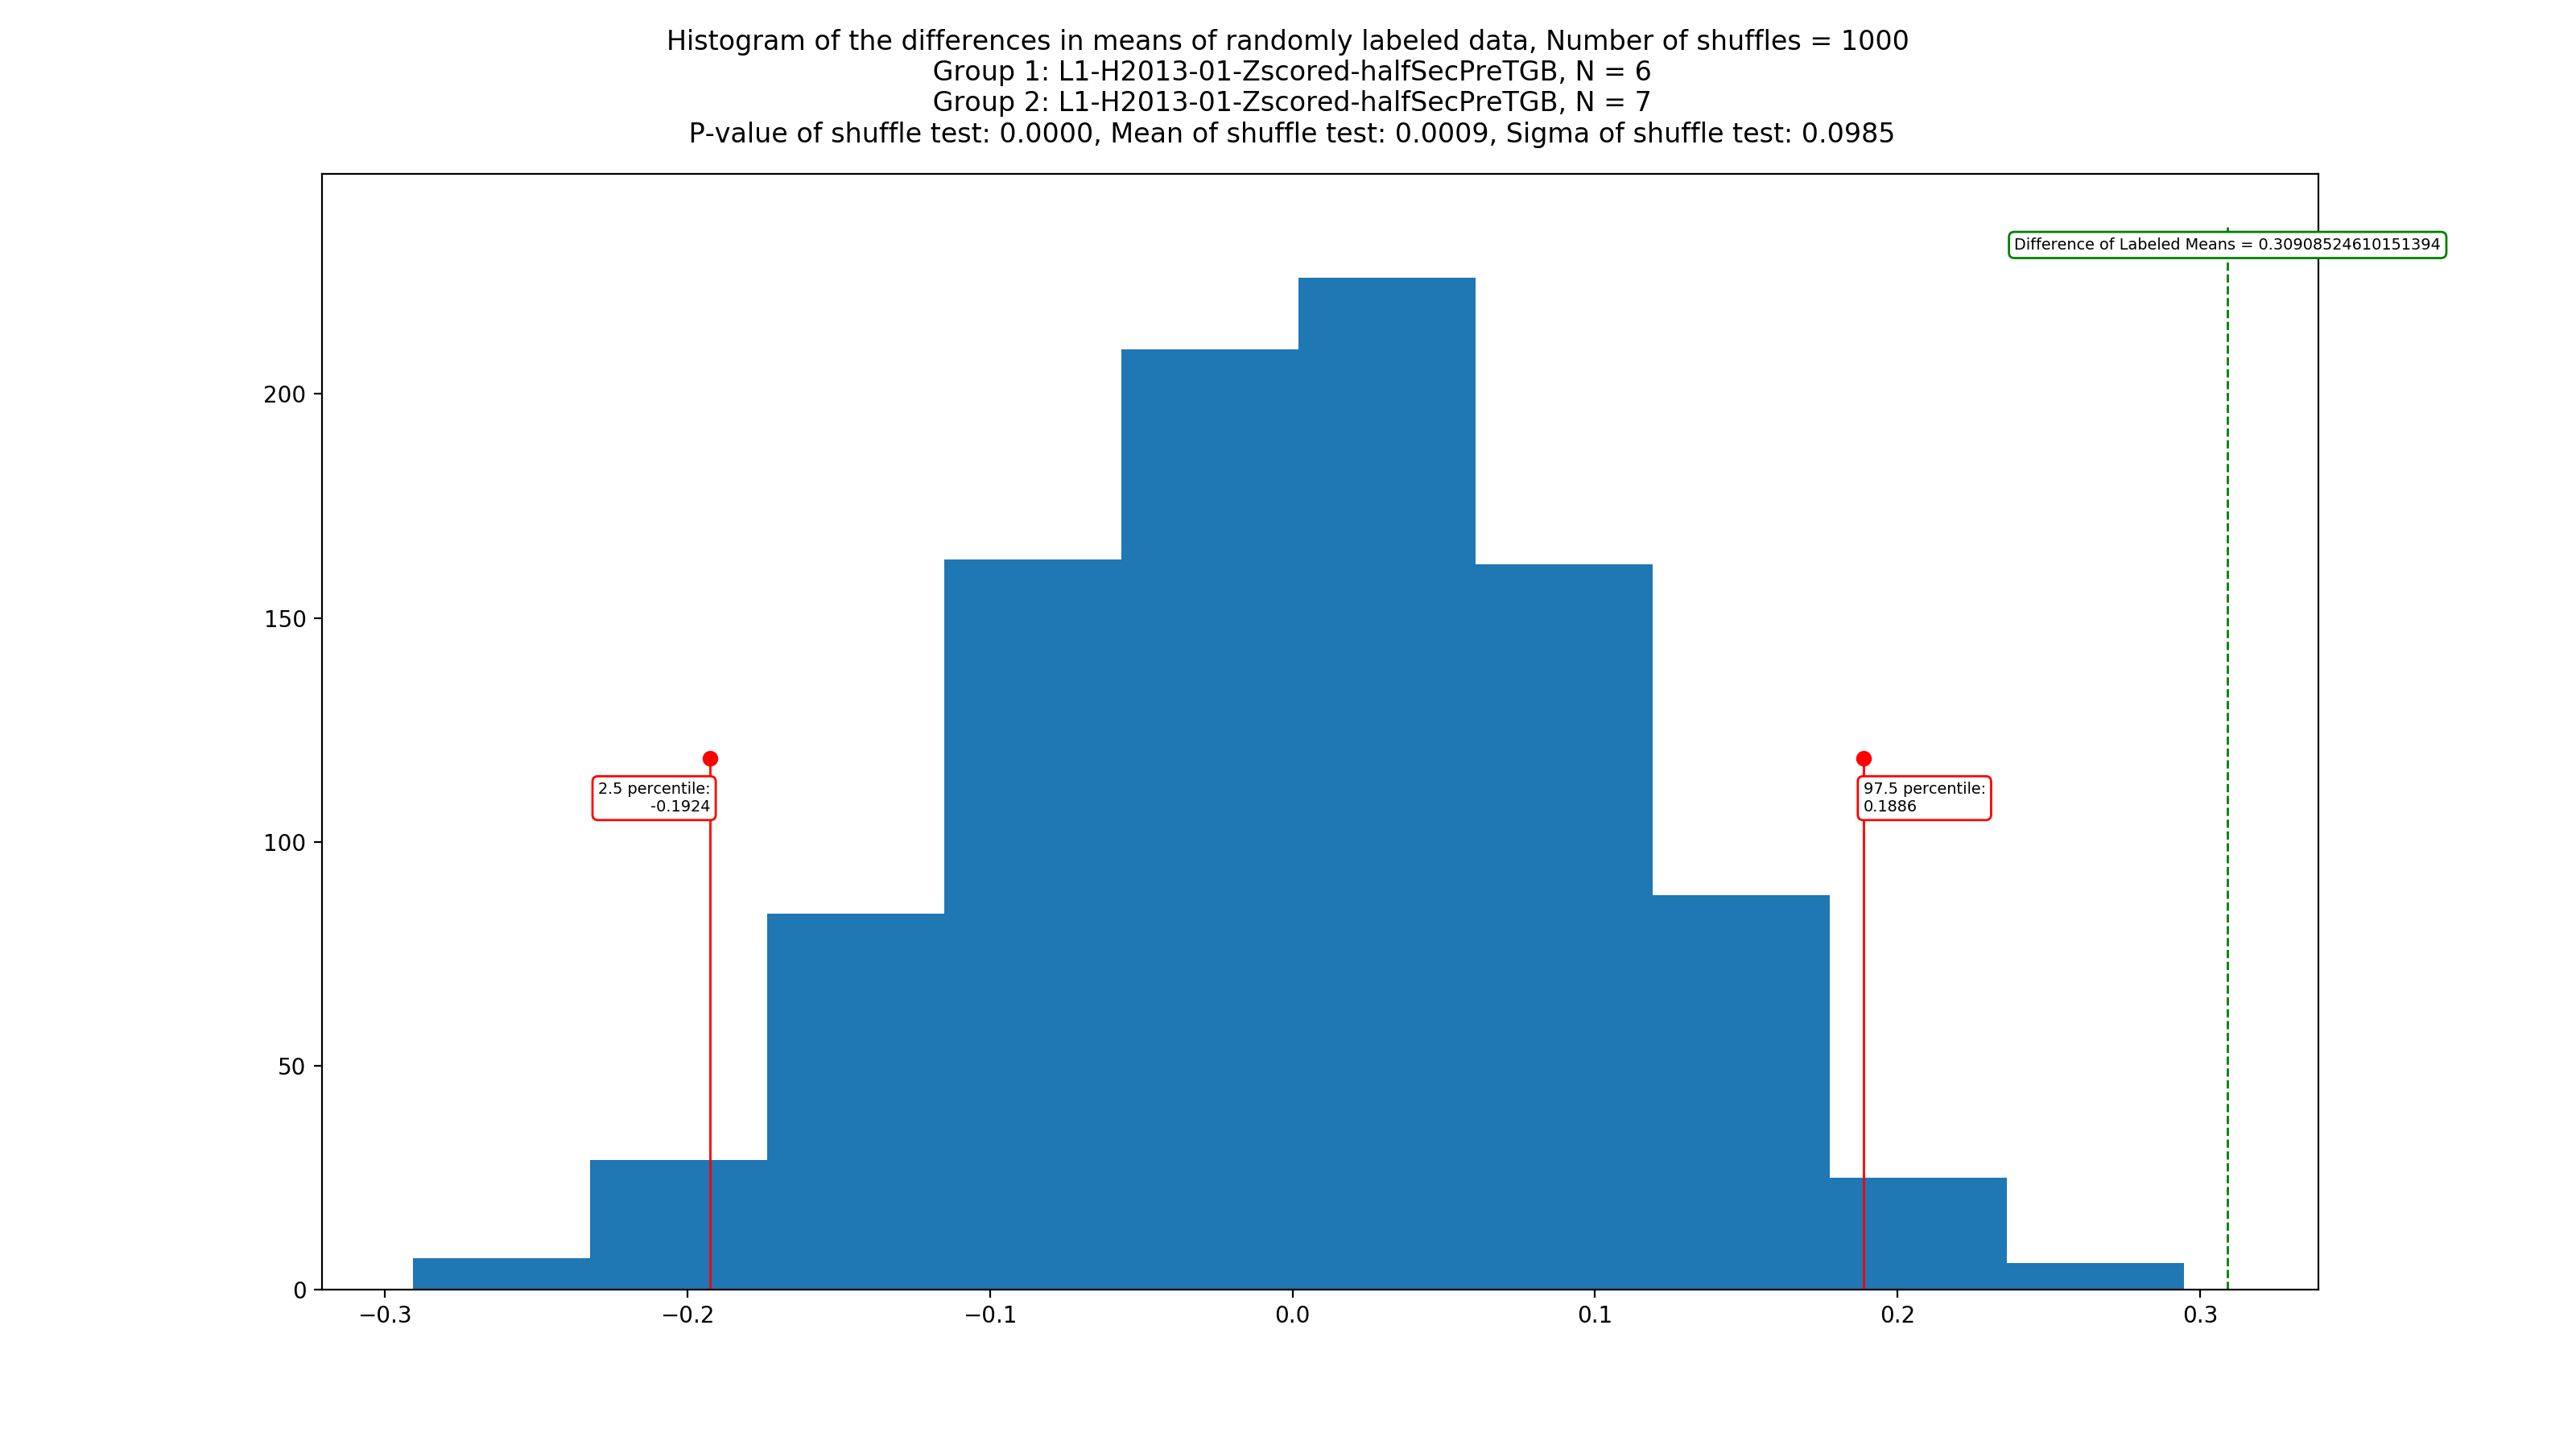 Histogram of the differences in means of randomly labeled data, Number of shuffles = 1000
Group 1: L1-H2013-01-Zscored-halfSecPreTGB, N = 6
Group 2: L1-H2013-01-Zscored-halfSecPreTGB, N = 7
P-value of shuffle test: 0.0000, Mean of shuffle test: 0.0009, Sigma of shuffle test: 0.0985
Difference of Labeled Means = 0.30908524610151394
200
150
2.5 percentile:
-0.1924
97.5 percentile:
0.1886
100
50
0
−0.3 −0.2 −0.1 0.0 0.1 0.2 0.3